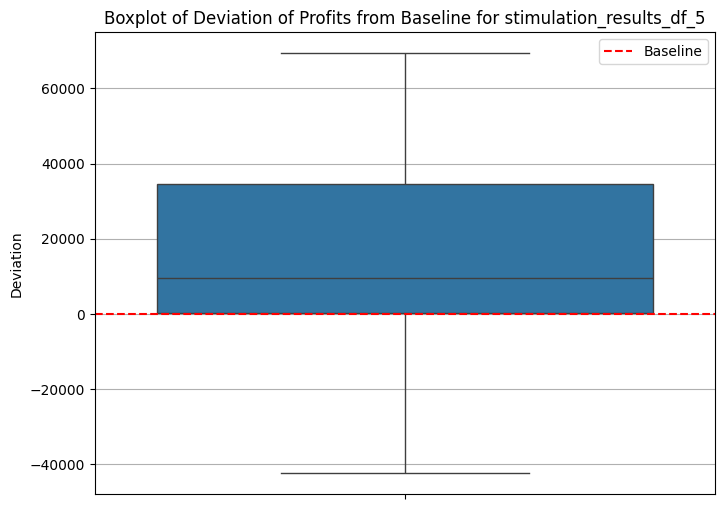 Boxplot of Deviation of Profits from Baseline for stimulation_results_df_5
Baseline
60000
40000
20000
0
−20000
−40000
Deviation